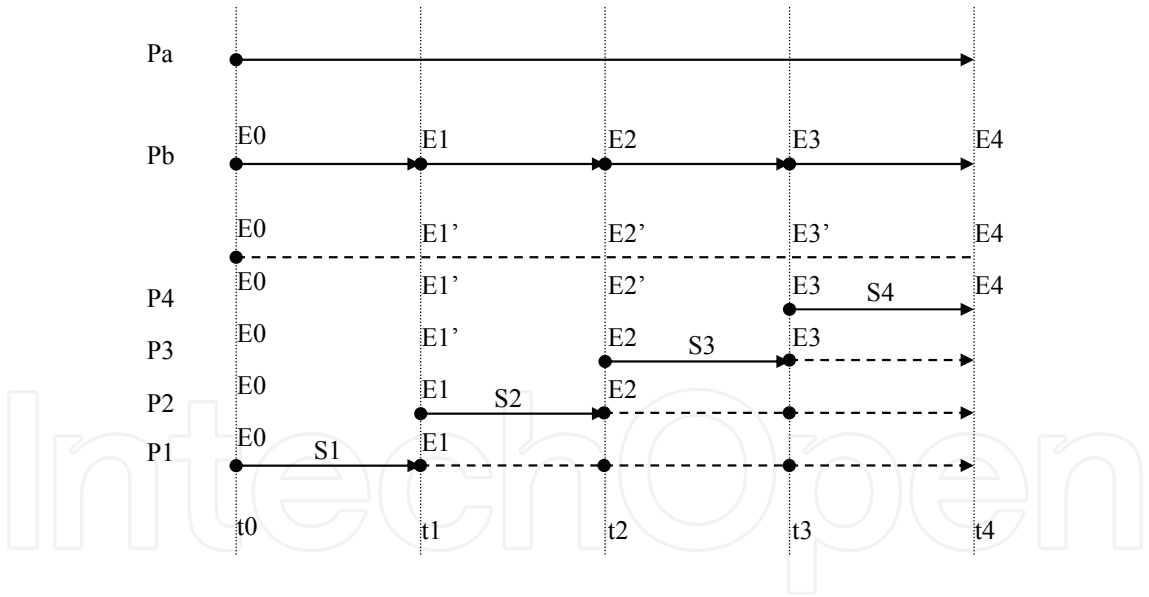 Pa
E0 E1 E2 E3 E4
Pb
E0 E1’ E2’ E3’ E4
E0 E1’ E2’ E3 E4
P4 S4
E0 E1’ E2 E3
P3 S3
E0 E1 E2
P2 S2
E0 E1
P1 S1
t0 t1 t2 t3 t4
IntechOpen